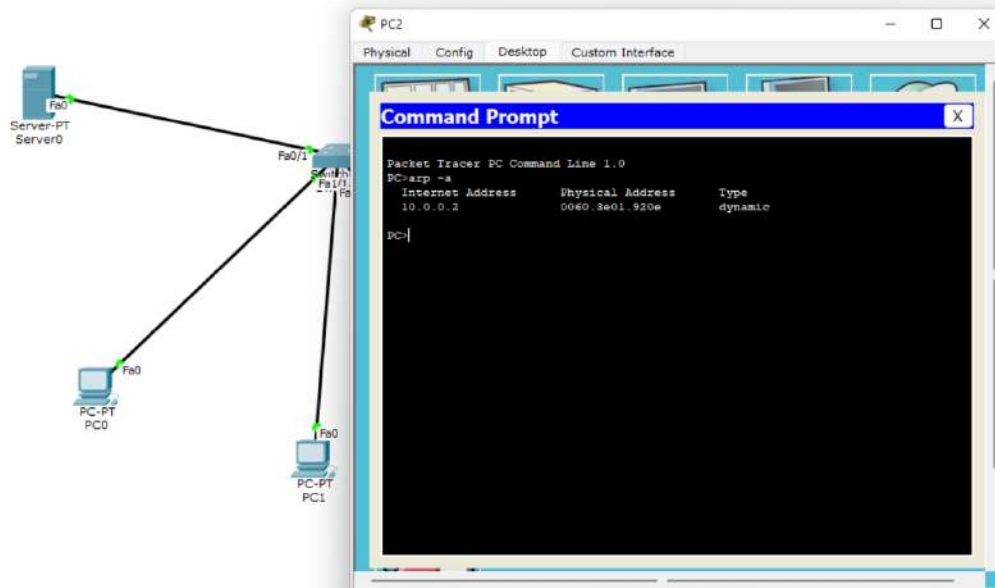 PC2
Physical Config Desktop Custom Interface
Command Prompt
X
Packet Tracer PC Command Line 1.0
PC>arp -a
Internet Address Physical Address Type
10.0.0.2 0060.3e01.920e dynamic
PC>
Fa0
Server-PT
Server0
Fa0/1
Switch
Fa1/1
Fa
Fa0
PC-PT
PC0
Fa0
PC-PT
PC1